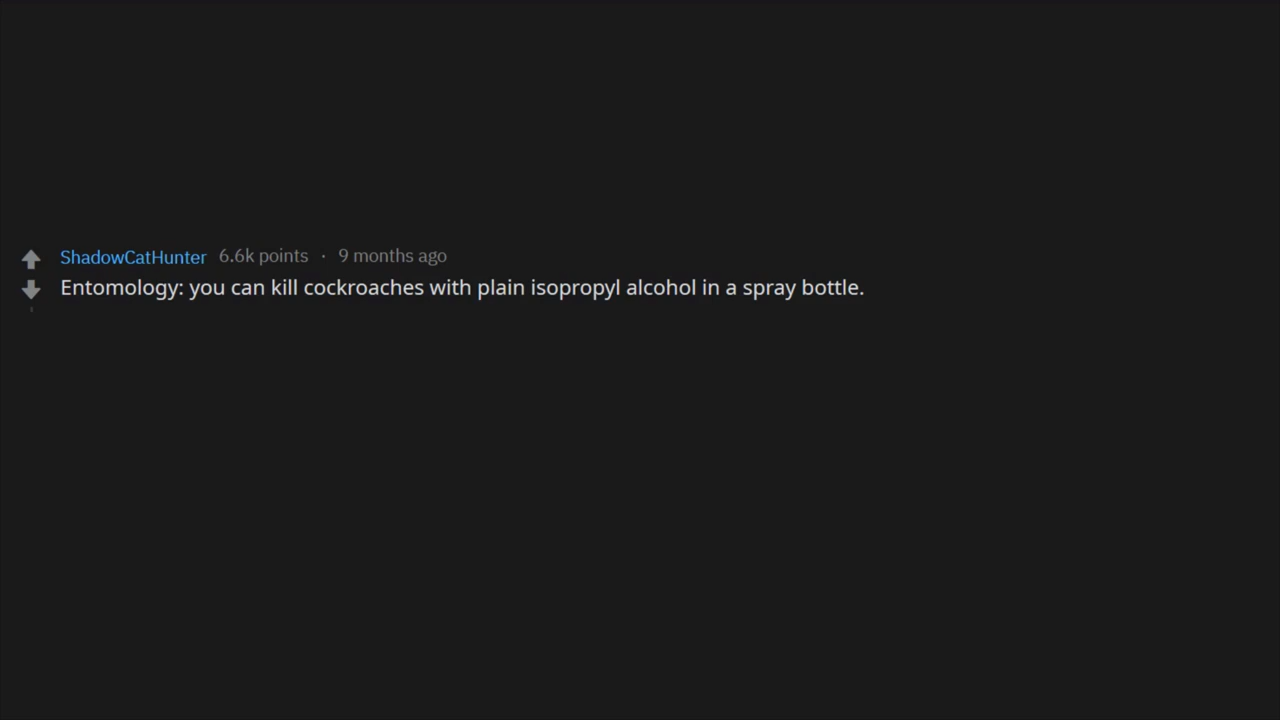 ShadowCatHunter 6.6k points · 9 months ago
Entomology: you can kill cockroaches with plain isopropyl alcohol in a spray bottle.